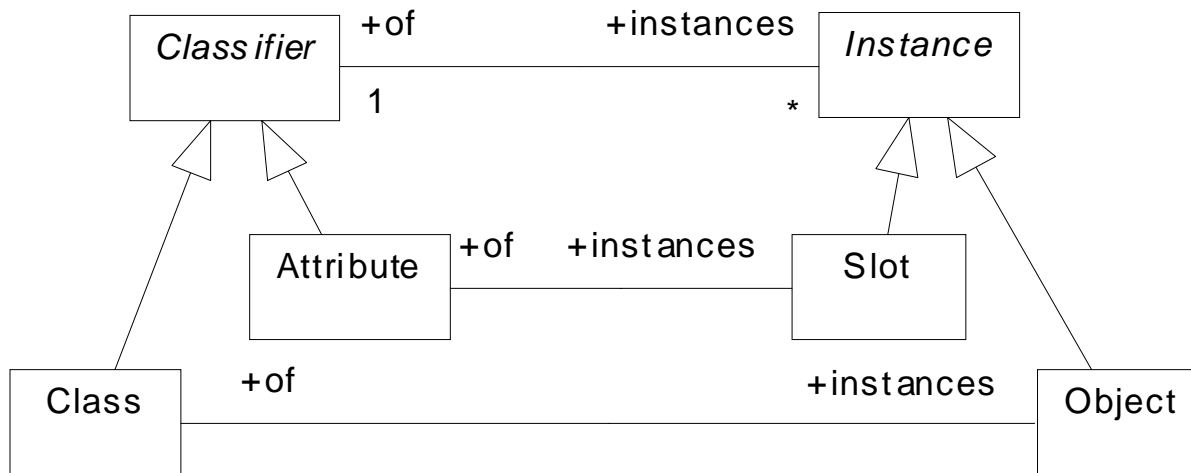 Classifier
+of
+instances
Instance
1
*
Attribute
+of
+instances
Slot
Class
+of
+instances
Object